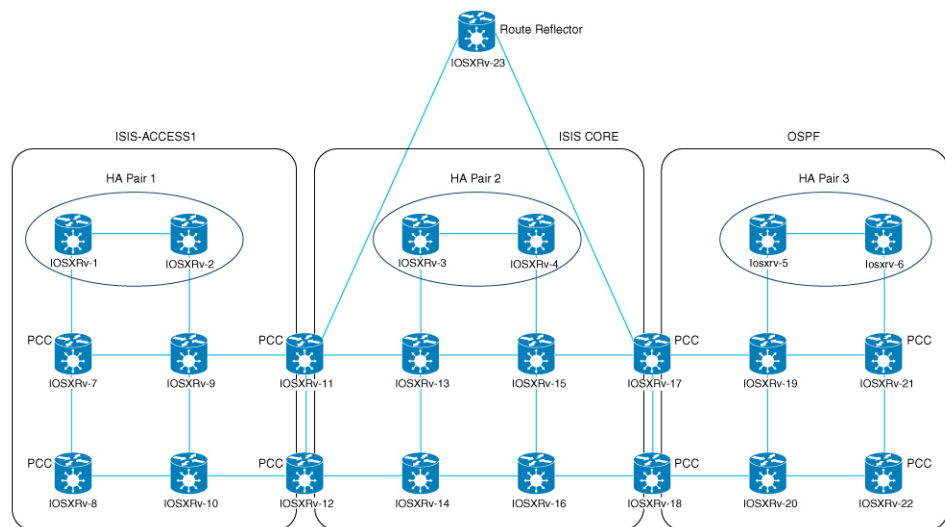 Route Reflector
IOSXRv-23
ISIS-ACCESS1
ISIS CORE
OSPF
HA Pair 1
HA Pair 2
HA Pair 3
IOSXRv-1
IOSXRv-2
IOSXRv-3
IOSXRv-4
Iosxrv-5
Iosxrv-6
PCC
PCC
PCC
PCC
IOSXRv-7
IOSXRv-9
IOSXRv-11
IOSXRv-13
IOSXRv-15
IOSXRv-17
IOSXRv-19
IOSXRv-21
PCC
PCC
PCC
PCC
IOSXRv-8
IOSXRv-10
IOSXRv-12
IOSXRv-14
IOSXRv-16
IOSXRv-18
IOSXRv-20
IOSXRv-22